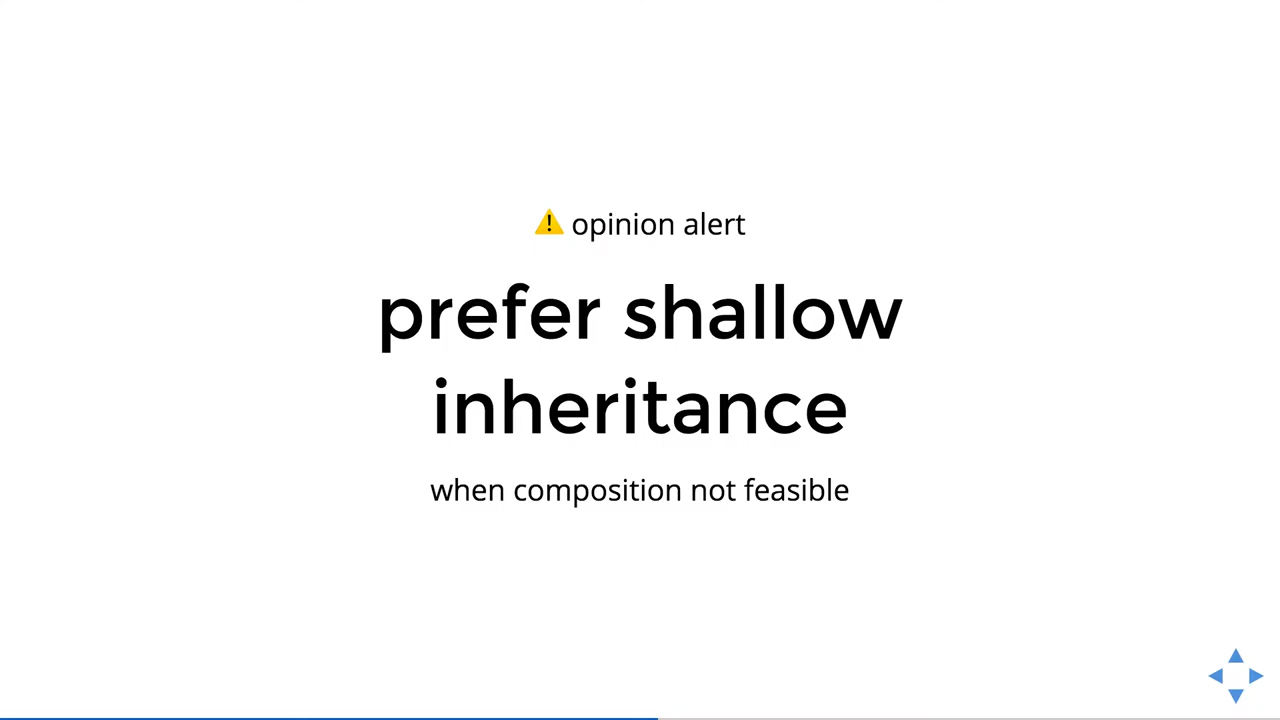 ⚠ opinion alert
prefer shallow
inheritance
when composition not feasible